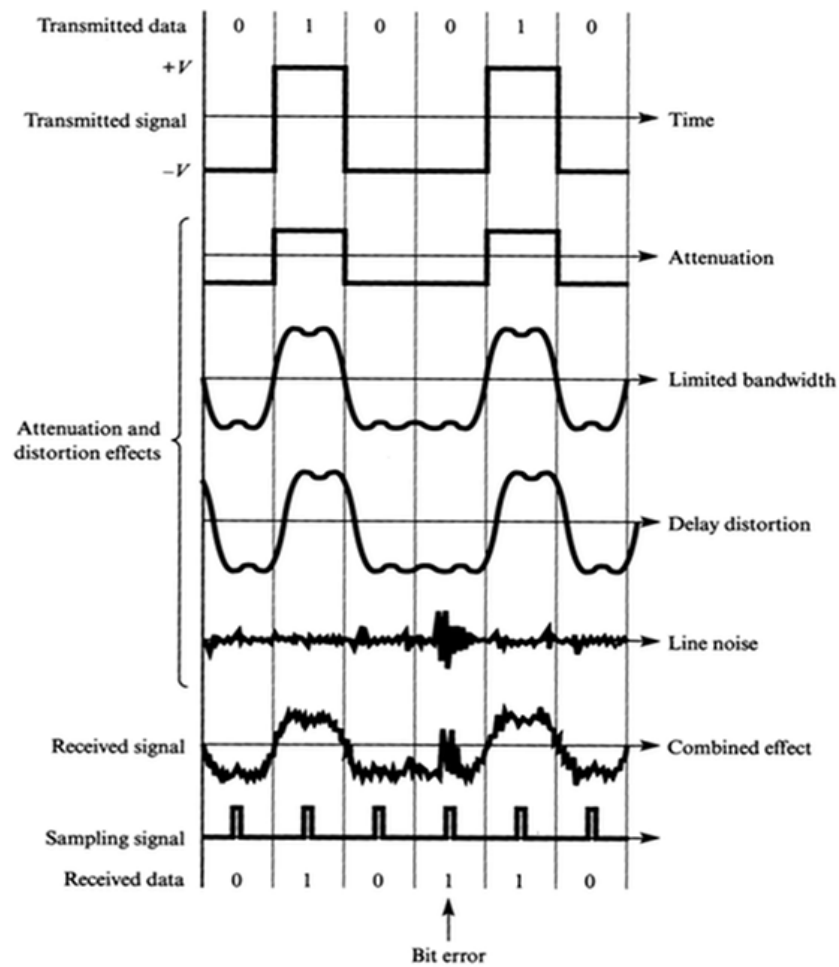 Transmitted data 0 1 0 0 1 0
+V
Transmitted signal Time
−V
Attenuation
Limited bandwidth
Attenuation and
distortion effects
Delay distortion
Line noise
Received signal Combined effect
Sampling signal
Received data 0 1 0 1 1 0
Bit error